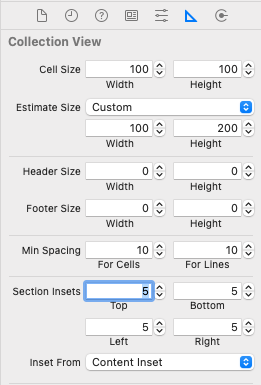 Collection View
Cell Size 100 100
Width Height
Estimate Size Custom
100 200
Width Height
Header Size 0 0
Width Height
Footer Size 0 0
Width Height
Min Spacing 10 10
For Cells For Lines
Section Insets 5 5
Top Bottom
5 5
Left Right
Inset From Content Inset